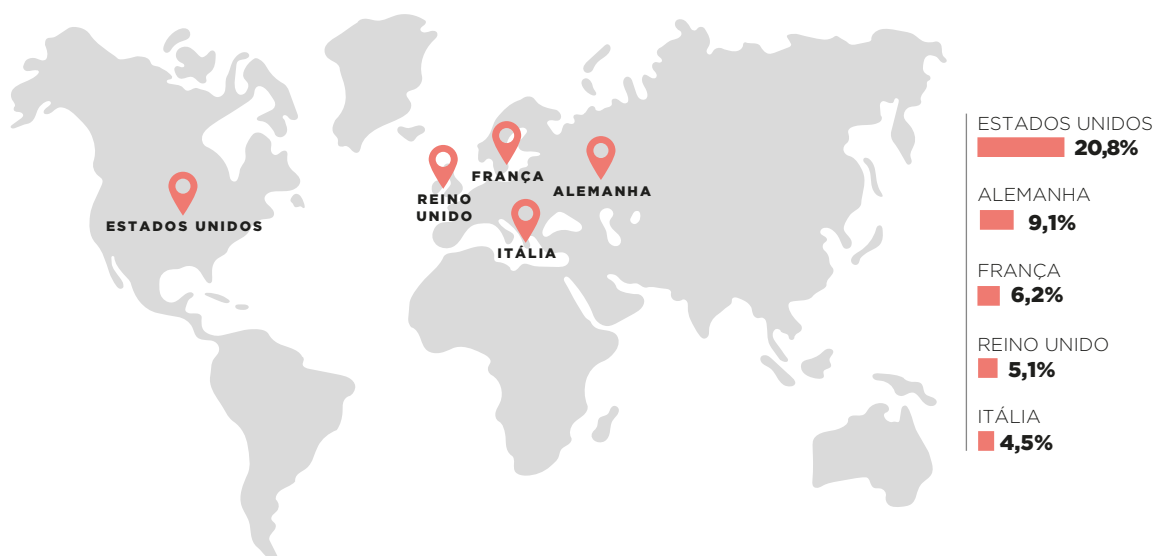 FRANÇA
ALEMANHA
REINO
UNIDO
ESTADOS UNIDOS
ITÁLIA
ESTADOS UNIDOS
20,8%
ALEMANHA
9,1%
FRANÇA
6,2%
REINO UNIDO
5,1%
ITÁLIA
4,5%